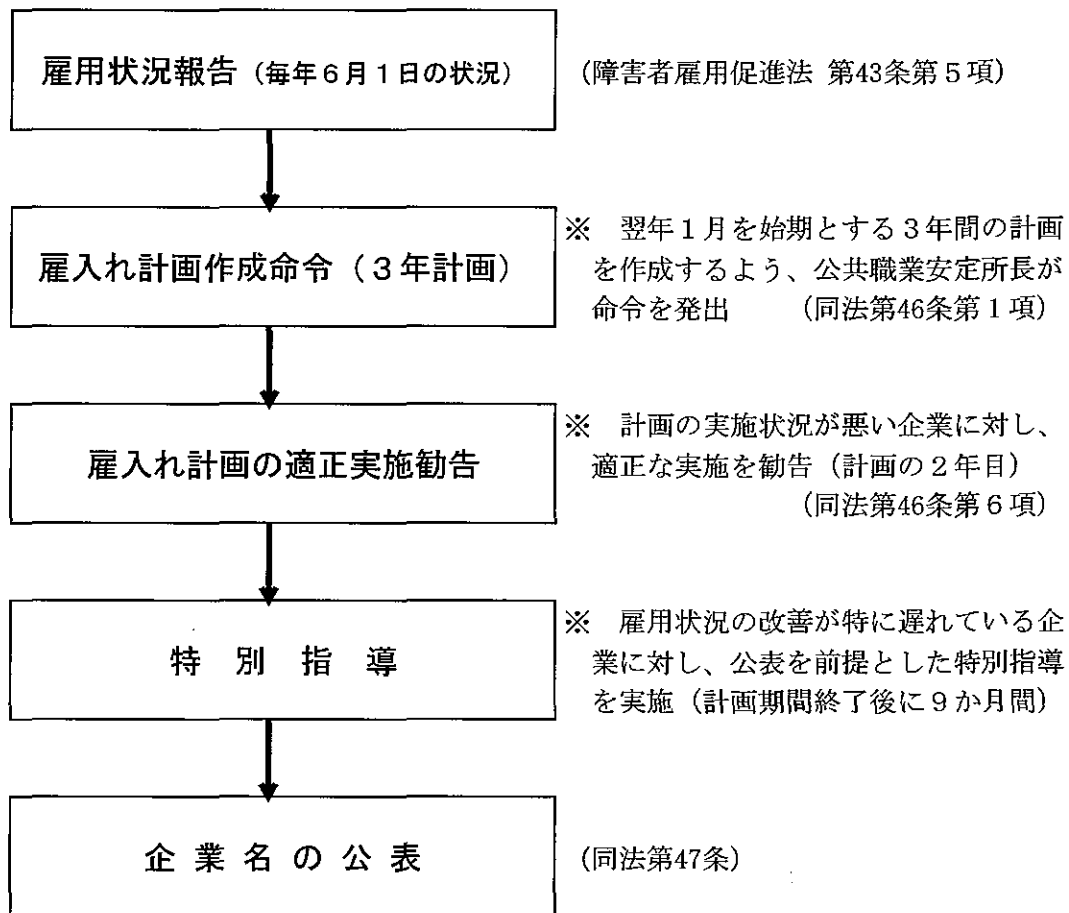 雇用状況報告（毎年６月１日の状況）
（障害者雇用促進法 第43条第５項）
雇入れ計画作成命令（３年計画）
※　翌年１月を始期とする３年間の計画
を作成するよう、公共職業安定所長が
命令を発出　　（同法第46条第１項）
雇入れ計画の適正実施勧告
※　計画の実施状況が悪い企業に対し、
適正な実施を勧告（計画の２年目）
（同法第46条第６項）
特　別　指　導
※　雇用状況の改善が特に遅れている企
業に対し、公表を前提とした特別指導
を実施（計画期間終了後に９か月間）
企 業 名 の 公 表
（同法第47条）